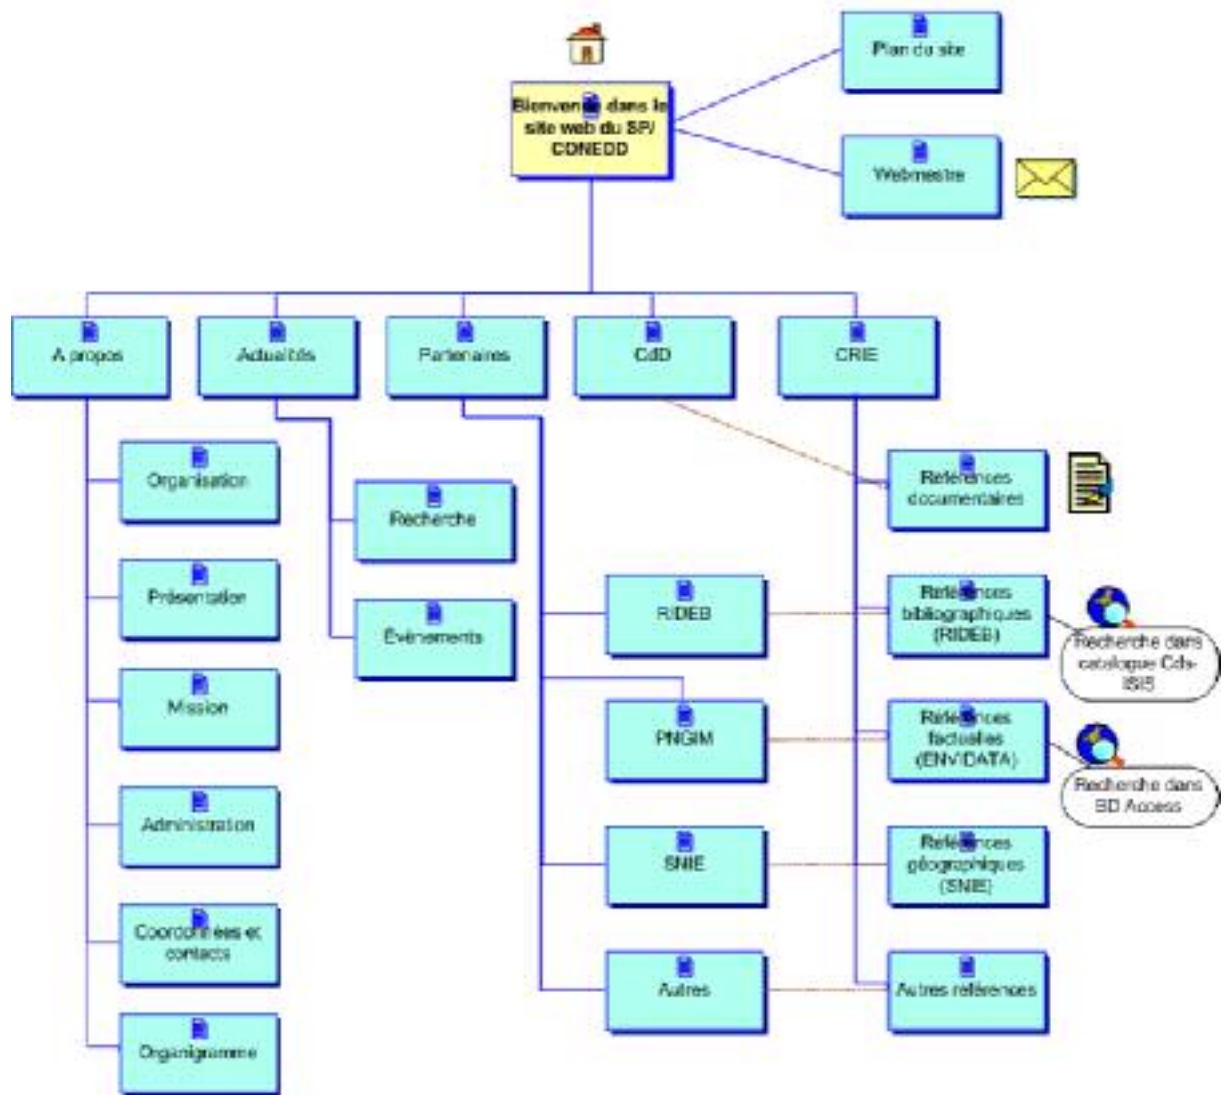 Plan du site
Bienvenue dans le
site web du SP/
CONEDD
Webmestre
A propos
Actualités
Partenaires
CdD
CRIE
Organisation
Présentation
Mission
Administration
Coordonnées et
contacts
Organigramme
Recherche
Évènements
RIDEB
PNGIM
SNIE
Autres
Références
documentaires
Références
bibliographiques
(RIDEB)
Recherche dans
catalogue Cds-
ISIS
Références
factuelles
(ENVIDATA)
Recherche dans
BD Access
Références
géographiques
(SNIE)
Autres références